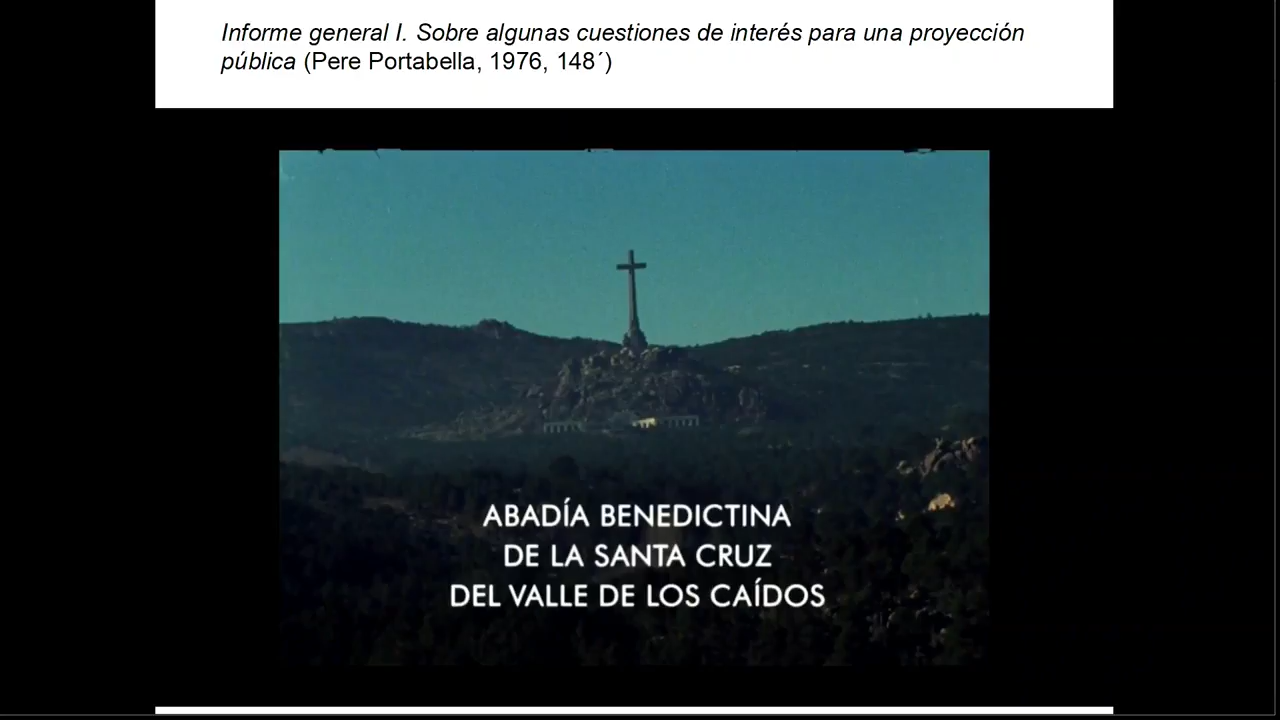 Informe general I. Sobre algunas cuestiones de interés para una proyección
pública (Pere Portabella, 1976, 148´)
ABADÍA BENEDICTINA
DE LA SANTA CRUZ
DEL VALLE DE LOS CAÍDOS